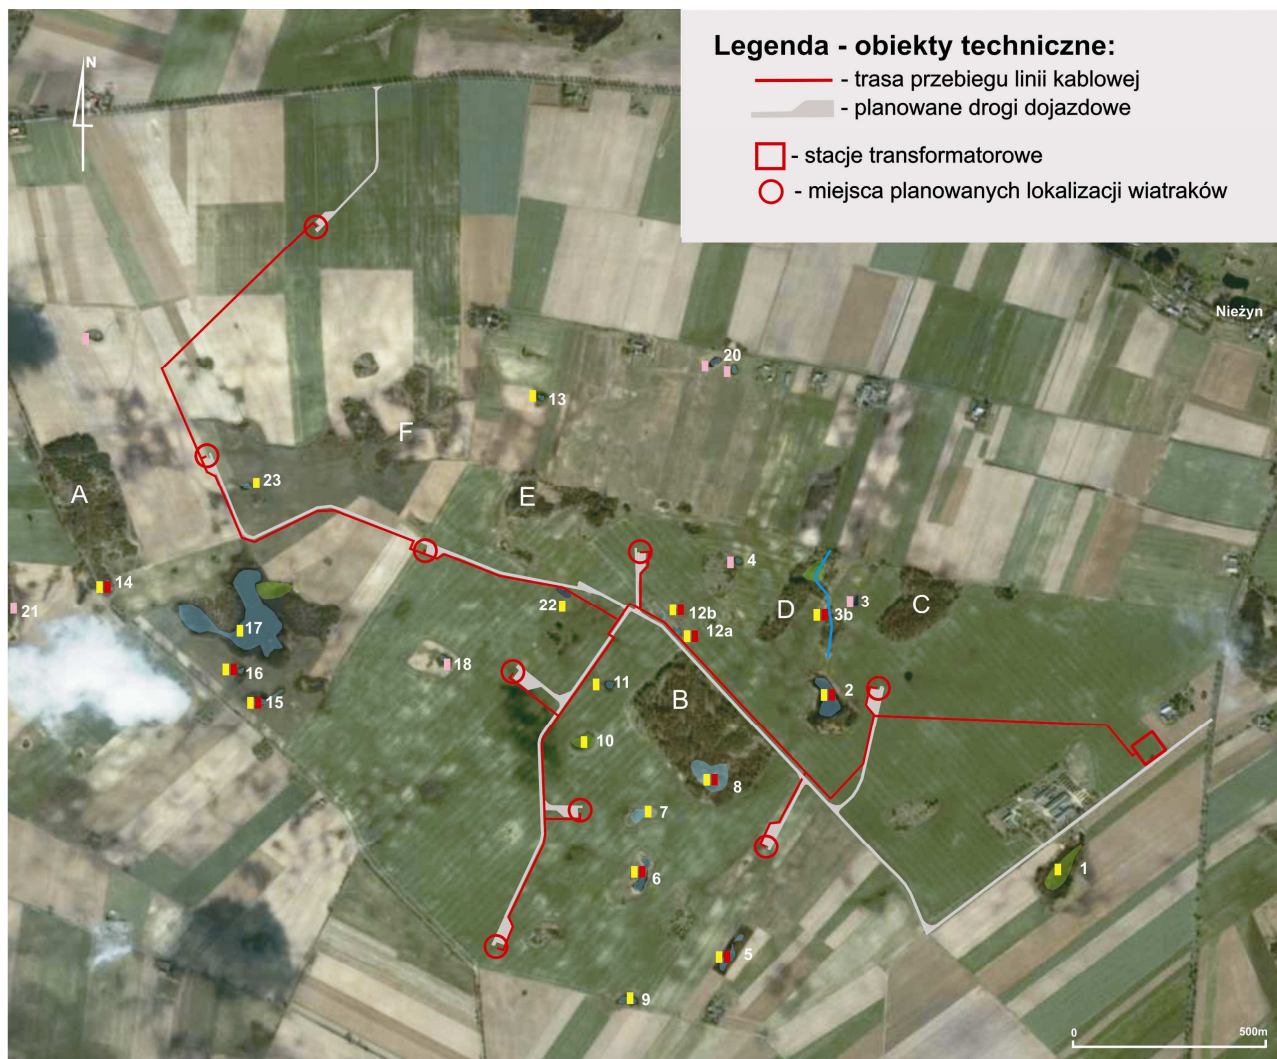 Legenda - obiekty techniczne:
- trasa przebiegu linii kablowej
- planowane drogi dojazdowe
- stacje transformatorowe
- miejsca planowanych lokalizacji wiatraków
N
Nieżyn
20
13
F
23
A
E
14
4
21
22
12b
D
3
C
3b
17
12a
18
16
11
2
15
B
10
8
7
6
1
5
9
0
500m